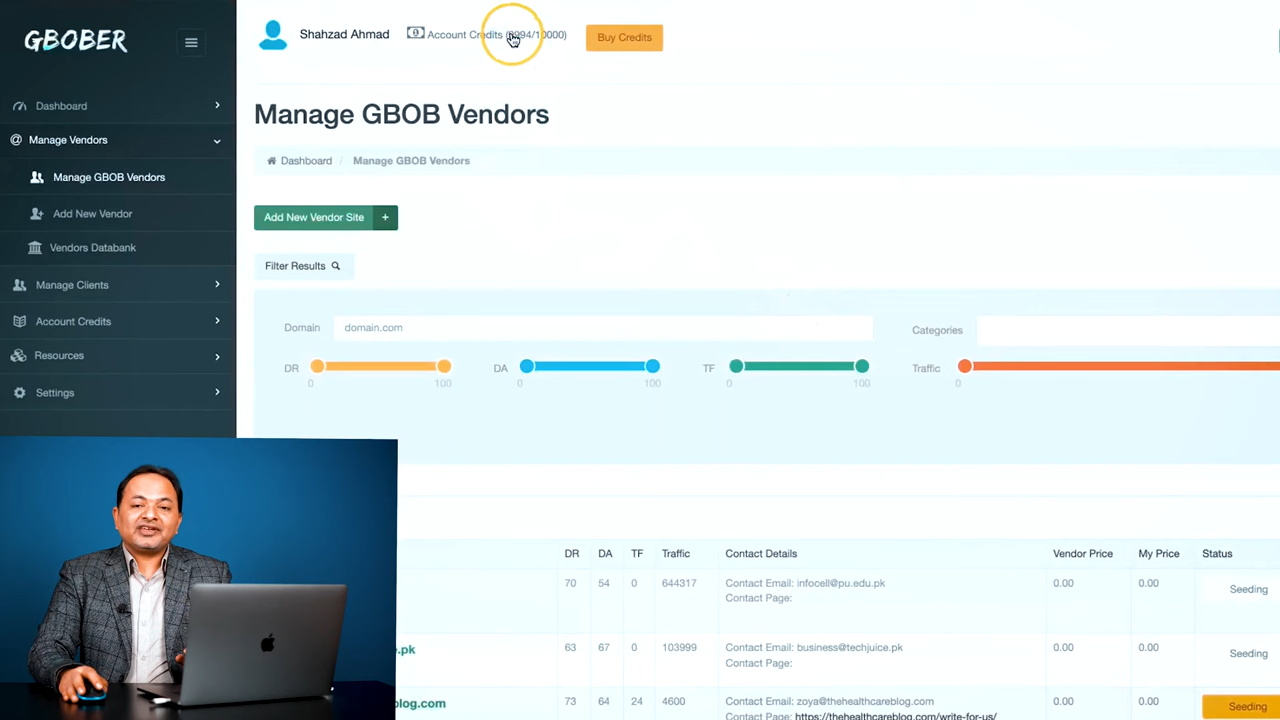 GBOBER
Shahzad Ahmad
Account Credits
Buy Credits
Dashboard
Manage Vendors
Manage GBOB Vendors
Add New Vendor
Vendors Databank
Manage Clients
Account Credits
Resources
Settings
Manage GBOB Vendors
Dashboard / Manage GBOB Vendors
Add New Vendor Site +
Filter Results
Domain domain.com
Categories
DR 0 100
DA 0 100
TF 0 100
Traffic 0
DR DA TF Traffic Contact Details Vendor Price My Price Status
70 54 0 644317 Contact Email: infocell@pu.edu.pk 0.00 0.00 Seeding
Contact Page:
.pk 63 67 0 103999 Contact Email: business@techjuice.pk 0.00 0.00 Seeding
Contact Page:
log.com 73 64 24 4600 Contact Email: zoya@thehealthcareblog.com 0.00 0.00 Seeding
Contact Page: https://thehealthcareblog.com/write-for-us/